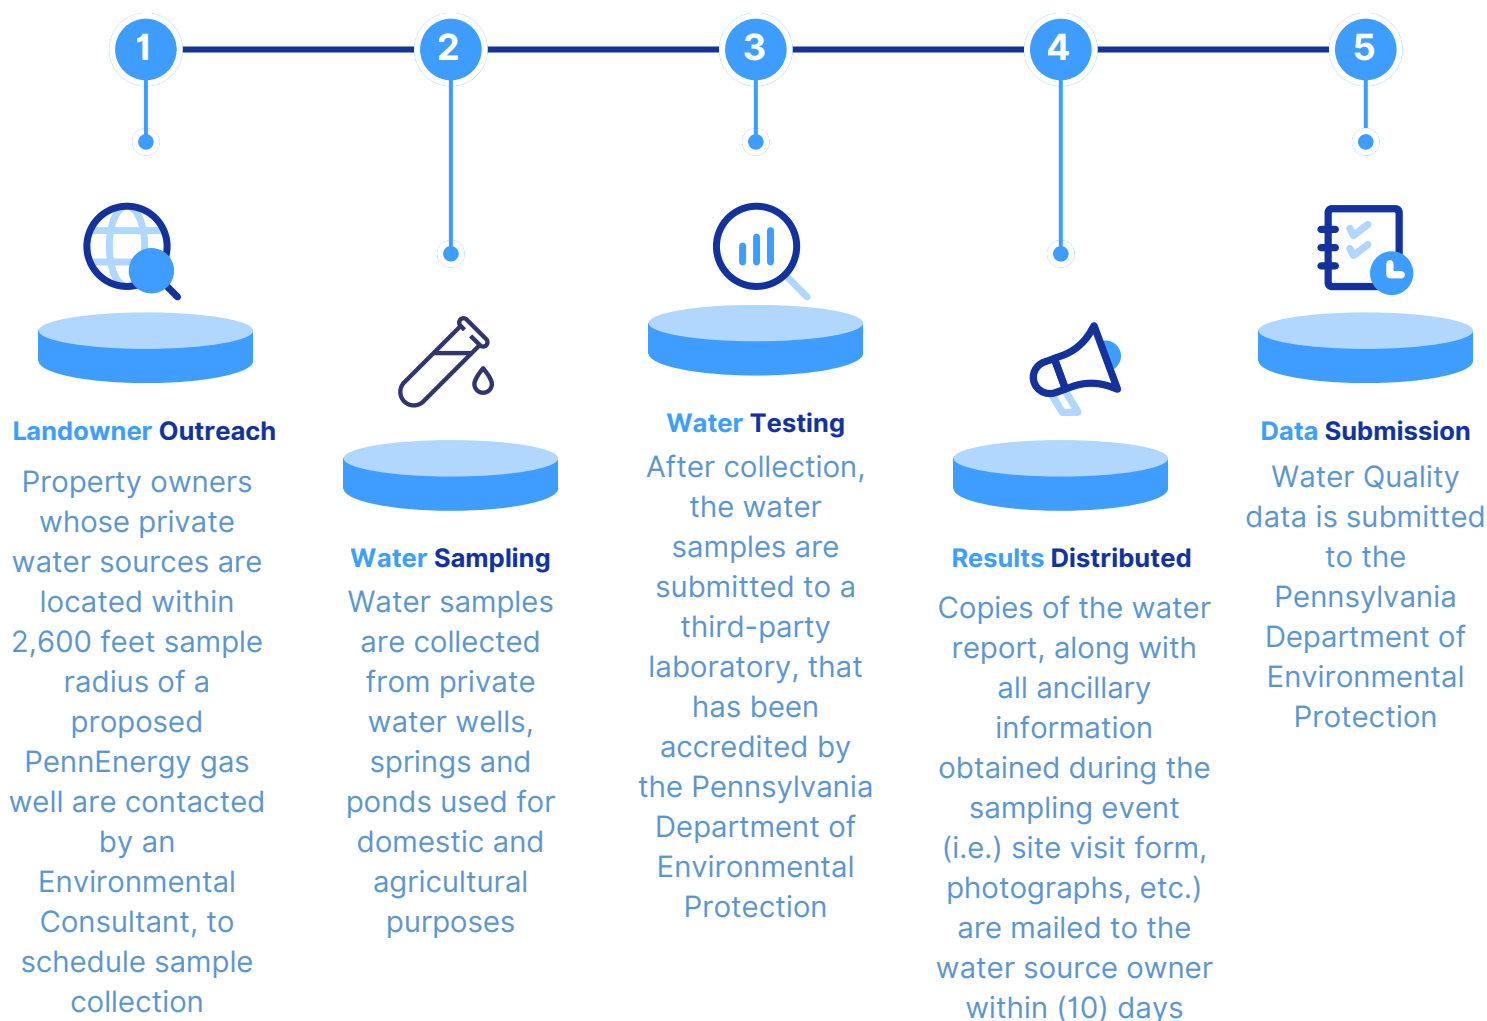 1
2
3
4
5
Landowner Outreach
Property owners
whose private
water sources are
located within
2,600 feet sample
radius of a
proposed
PennEnergy gas
well are contacted
by an
Environmental
Consultant, to
schedule sample
collection
Water Sampling
Water samples
are collected
from private
water wells,
springs and
ponds used for
domestic and
agricultural
purposes
Water Testing
After collection,
the water
samples are
submitted to a
third-party
laboratory, that
has been
accredited by
the Pennsylvania
Department of
Environmental
Protection
Results Distributed
Copies of the water
report, along with
all ancillary
information
obtained during the
sampling event
(i.e.) site visit form,
photographs, etc.)
are mailed to the
water source owner
within (10) days
Data Submission
Water Quality
data is submitted
to the
Pennsylvania
Department of
Environmental
Protection